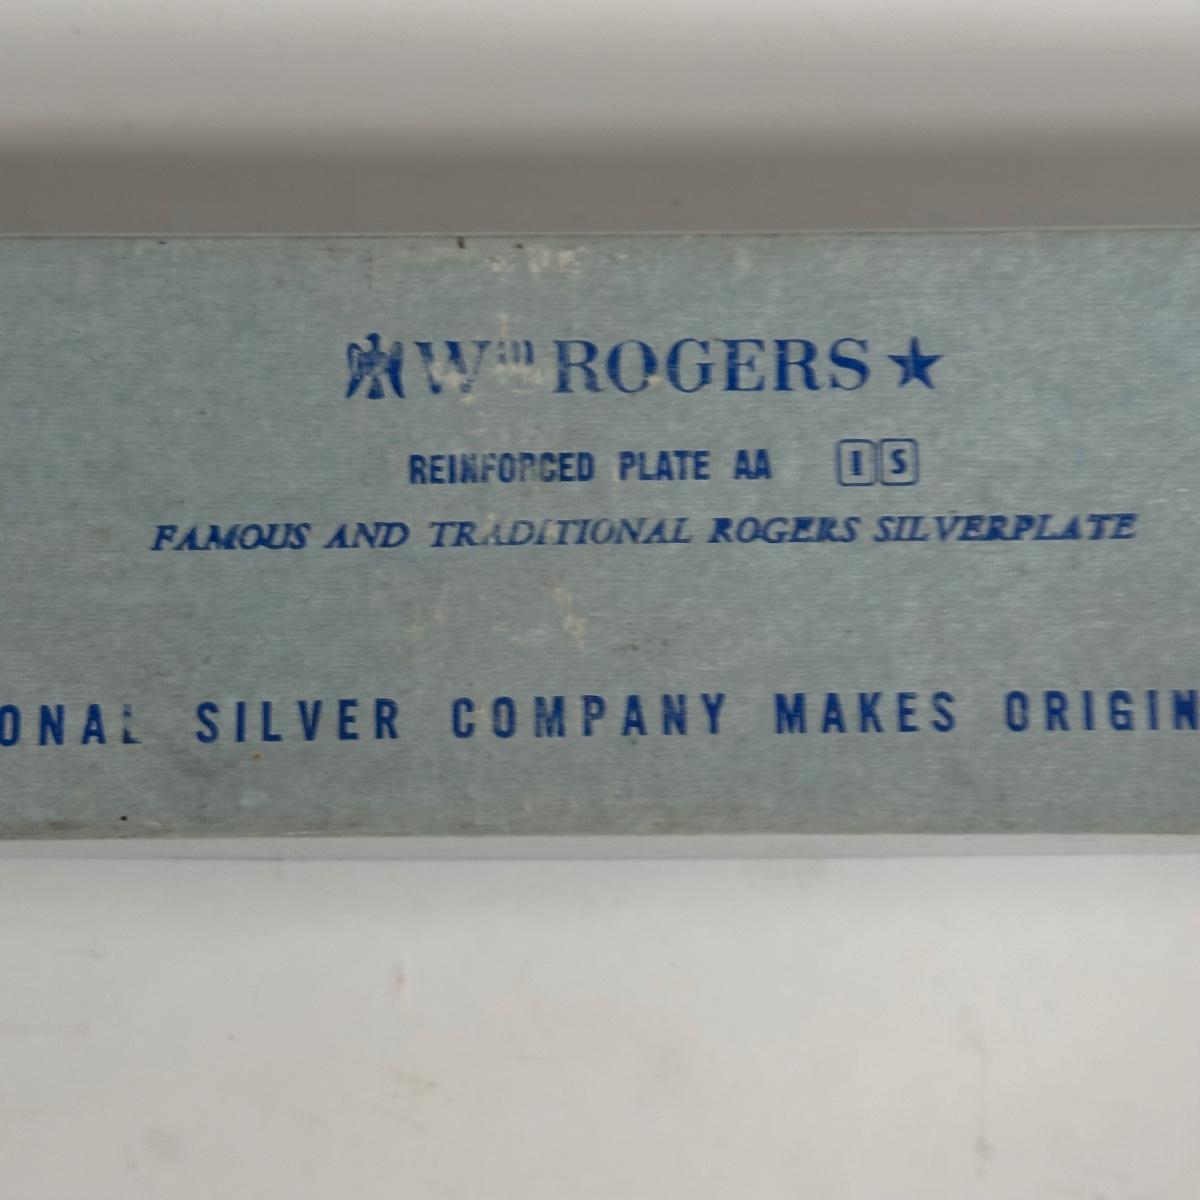 Wm ROGERS ★
REINFORCED PLATE AA IS
FAMOUS AND TRADITIONAL ROGERS SILVERPLATE
ONAL SILVER COMPANY MAKES ORIGIN